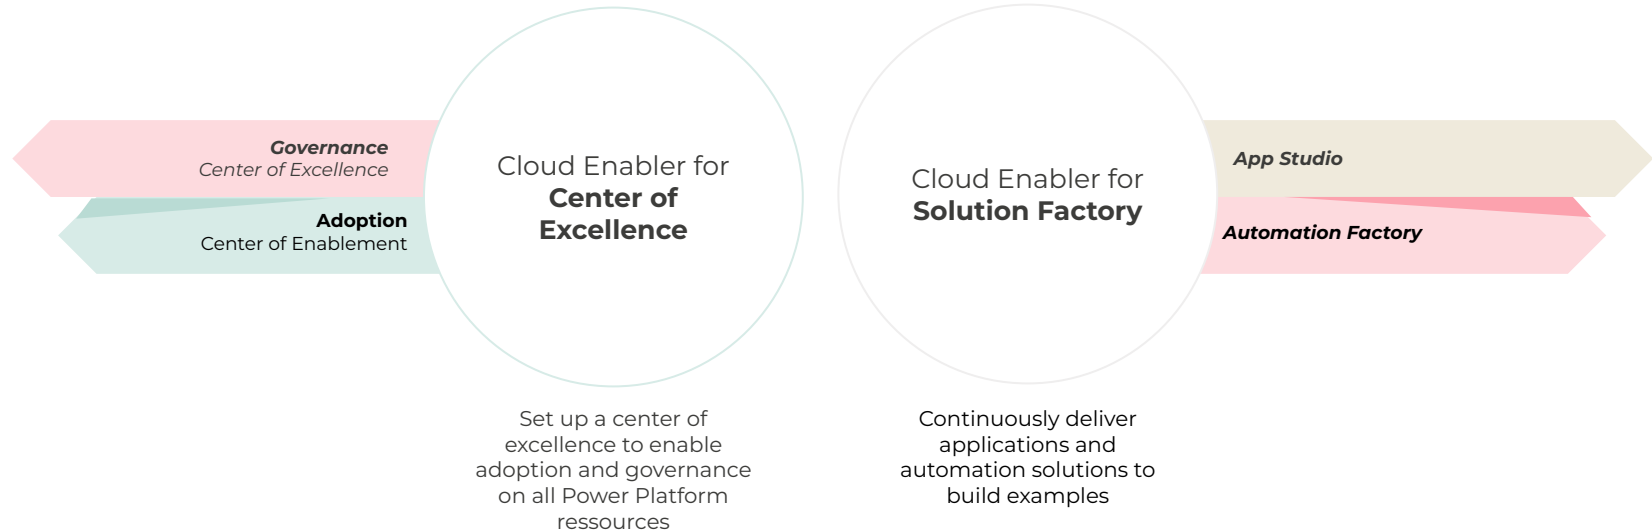 Governance
Center of Excellence
Adoption
Center of Enablement
Cloud Enabler for
Center of
Excellence
Set up a center of
excellence to enable
adoption and governance
on all Power Platform
ressources
Cloud Enabler for
Solution Factory
Continuously deliver
applications and
automation solutions to
build examples
App Studio
Automation Factory